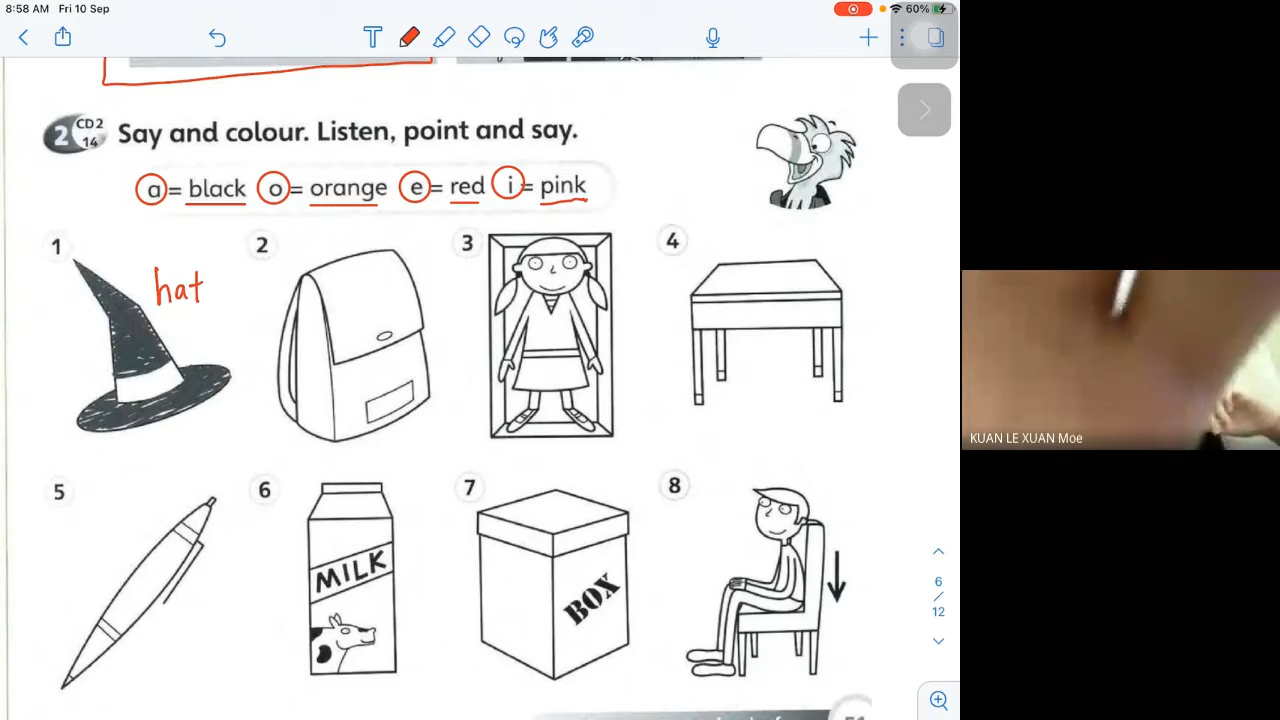 8:58 AM Fri 10 Sep
60%
2 CD2 14 Say and colour. Listen, point and say.
a = black o = orange e = red i = pink
1 2 3 4
hat
5 6 7 8
MILK
BOX
6
/
12
KUAN LE XUAN Moe